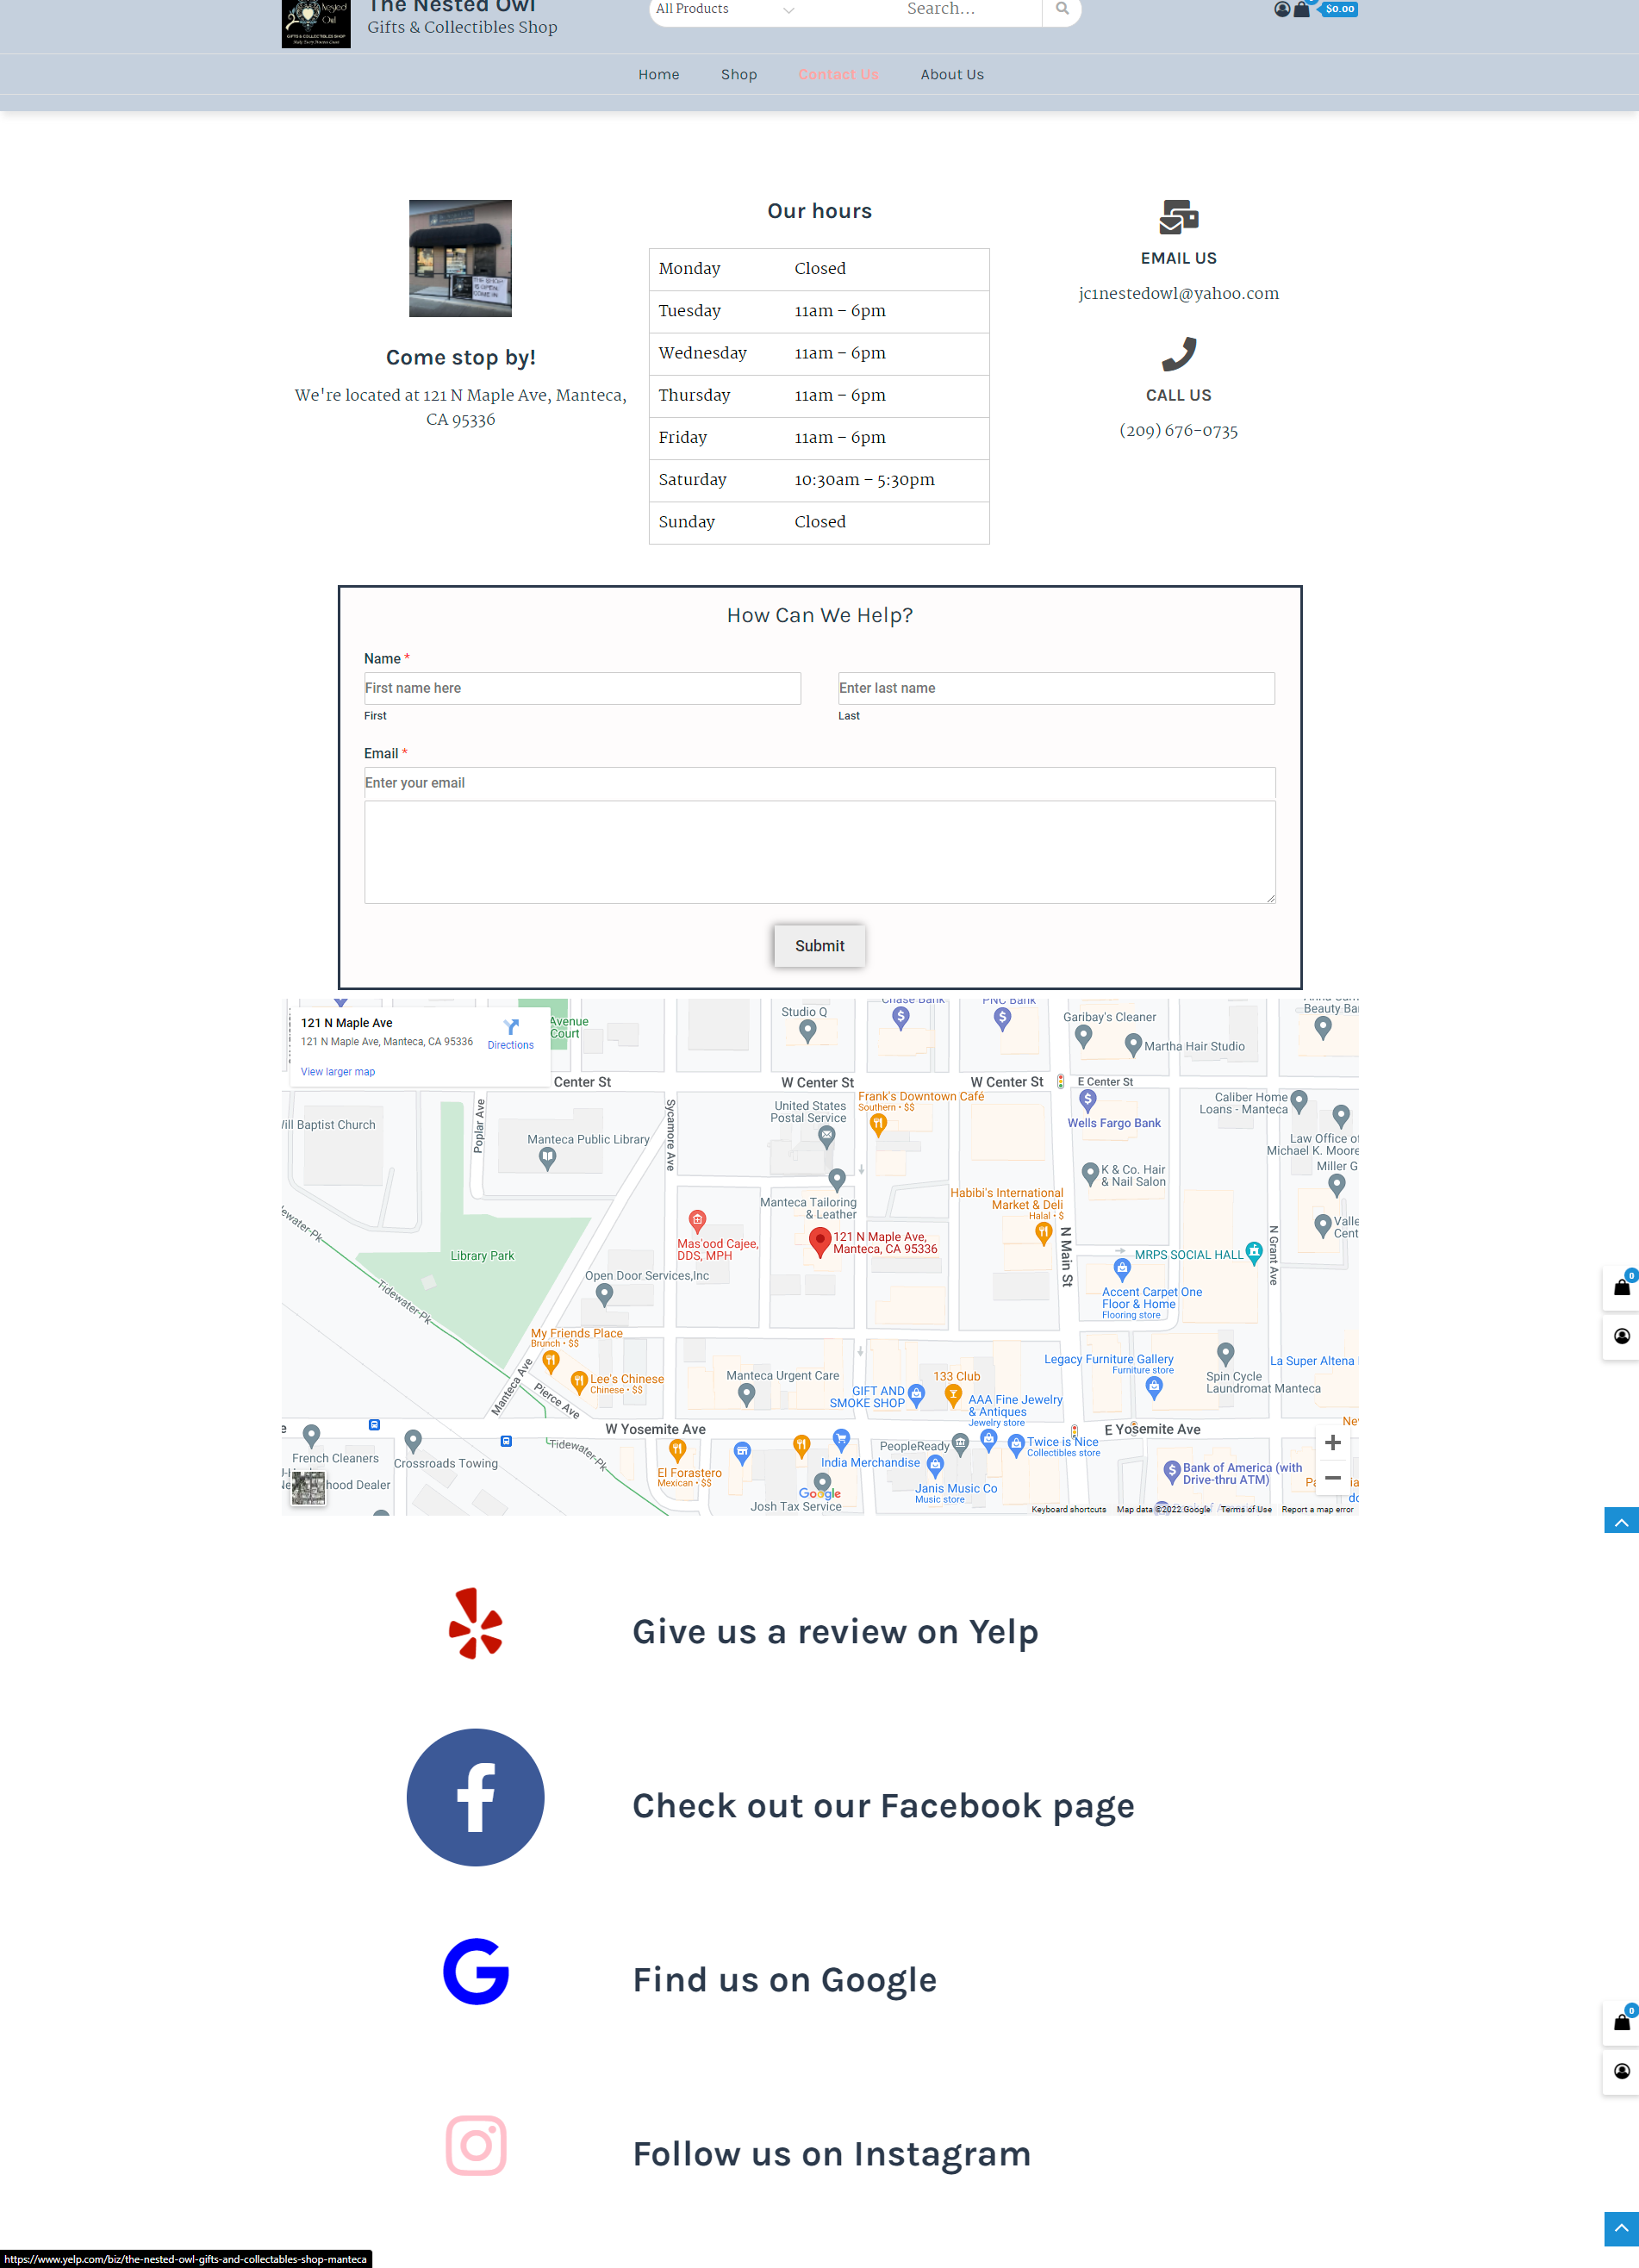 The Nested Owl
Gifts & Collectibles Shop
Nested
Owl
GIFTS & COLLECTIBLES SHOP
All Products
Search...
$0.00
Home
Shop
Contact Us
About Us
Come stop by!
We're located at 121 N Maple Ave, Manteca,
CA 95336
Our hours
Monday Closed
Tuesday 11am – 6pm
Wednesday 11am – 6pm
Thursday 11am – 6pm
Friday 11am – 6pm
Saturday 10:30am – 5:30pm
Sunday Closed
EMAIL US
jc1nestedowl@yahoo.com
CALL US
(209) 676-0735
How Can We Help?
Name *
First name here
Enter last name
First
Last
Email *
Enter your email
Submit
121 N Maple Ave
121 N Maple Ave, Manteca, CA 95336
Directions
View larger map
Avenue
Court
Studio Q
Chase Bank
PNC Bank
Garibay's Cleaner
Martha Hair Studio
Beauty Ba
Center St
W Center St
W Center St
E Center St
Frank's Downtown Café
Southern • $$
United States
Postal Service
Wells Fargo Bank
Caliber Home
Loans - Manteca
Law Office of
Michael K. Moore
Miller G
ill Baptist Church
Poplar Ave
Manteca Public Library
Sycamore Ave
K & Co. Hair
& Nail Salon
Manteca Tailoring
& Leather
Habibi's International
Market & Deli
Halal • $
Valle
Cent
Mas'ood Cajee,
DDS, MPH
121 N Maple Ave,
Manteca, CA 95336
N Main St
MRPS SOCIAL HALL
N Grant Ave
Library Park
Tidewater-Pk
Open Door Services,Inc
Accent Carpet One
Floor & Home
Flooring store
My Friends Place
Brunch • $$
Lee's Chinese
Chinese • $$
Manteca Ave
Pierce Ave
Manteca Urgent Care
GIFT AND
SMOKE SHOP
133 Club
AAA Fine Jewelry
& Antiques
Jewelry store
Legacy Furniture Gallery
Furniture store
Spin Cycle
Laundromat Manteca
La Super Altena
W Yosemite Ave
E Yosemite Ave
French Cleaners
Crossroads Towing
Tidewater-Pk
El Forastero
Mexican • $$
India Merchandise
PeopleReady
Twice is Nice
Collectibles store
Janis Music Co
Music store
Josh Tax Service
Bank of America (with
Drive-thru ATM)
hood Dealer
Google
Keyboard shortcuts
Map data ©2022 Google
Terms of Use
Report a map error
0
Give us a review on Yelp
Check out our Facebook page
Find us on Google
0
Follow us on Instagram
https://www.yelp.com/biz/the-nested-owl-gifts-and-collectables-shop-manteca